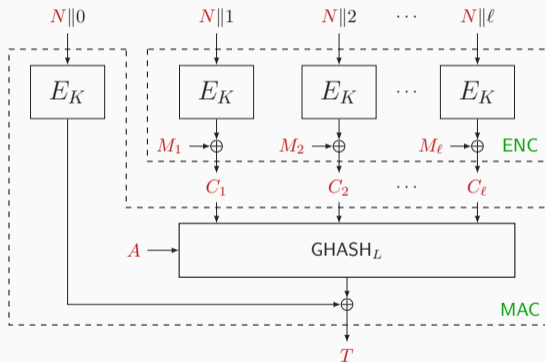 N∥0 N∥1 N∥2 ⋯ N∥ℓ
E_K E_K E_K ⋯ E_K
M_1 M_2 M_ℓ ENC
C_1 C_2 ⋯ C_ℓ
A GHASH_L
MAC
T